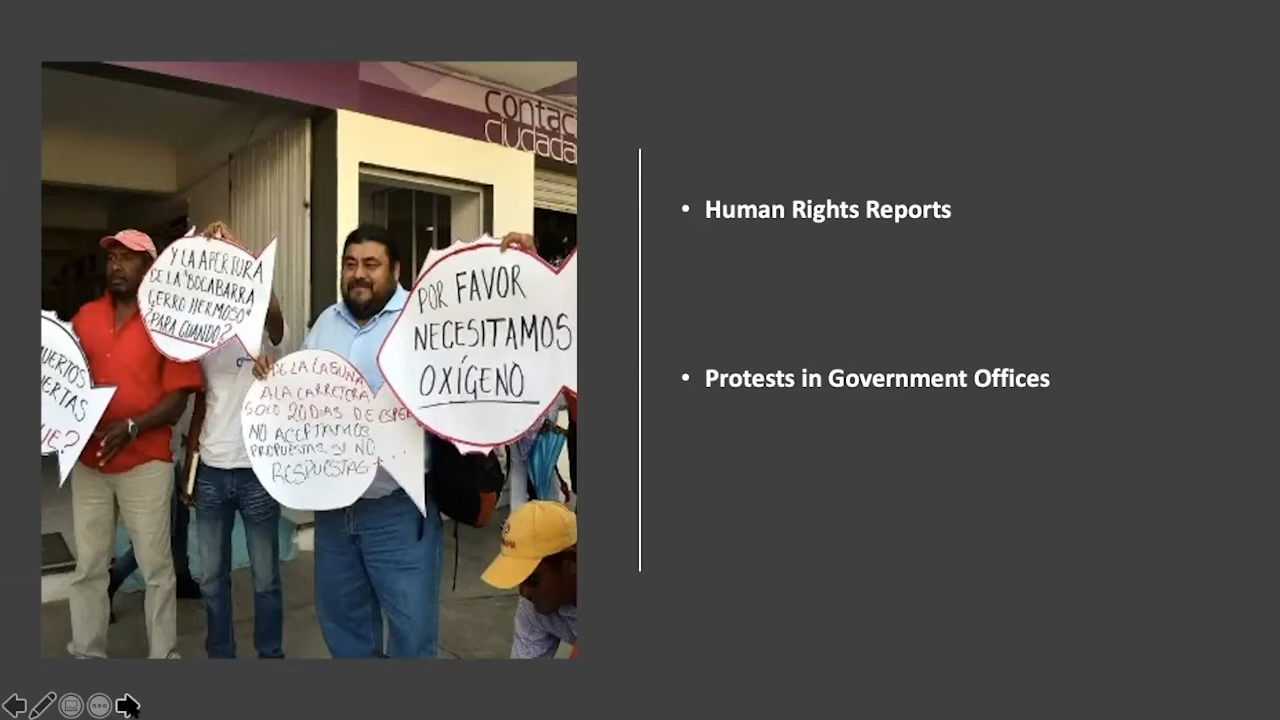 contac
ciudada
Y LA APERTURA
DE LA "BOCABARRA
CERRO HERMOSO"
¿PARA CUANDO?
UERTOS
ERTAS
UE?
DE LA LAGUNA
A LA CARRETERA
SOLO 20 DIAS DE ESPER
NO ACEPTAMOS
PROPUESTAS, SI NO
RESPUESTAS
POR FAVOR
NECESITAMOS
OXÍGENO
• Human Rights Reports
• Protests in Government Offices